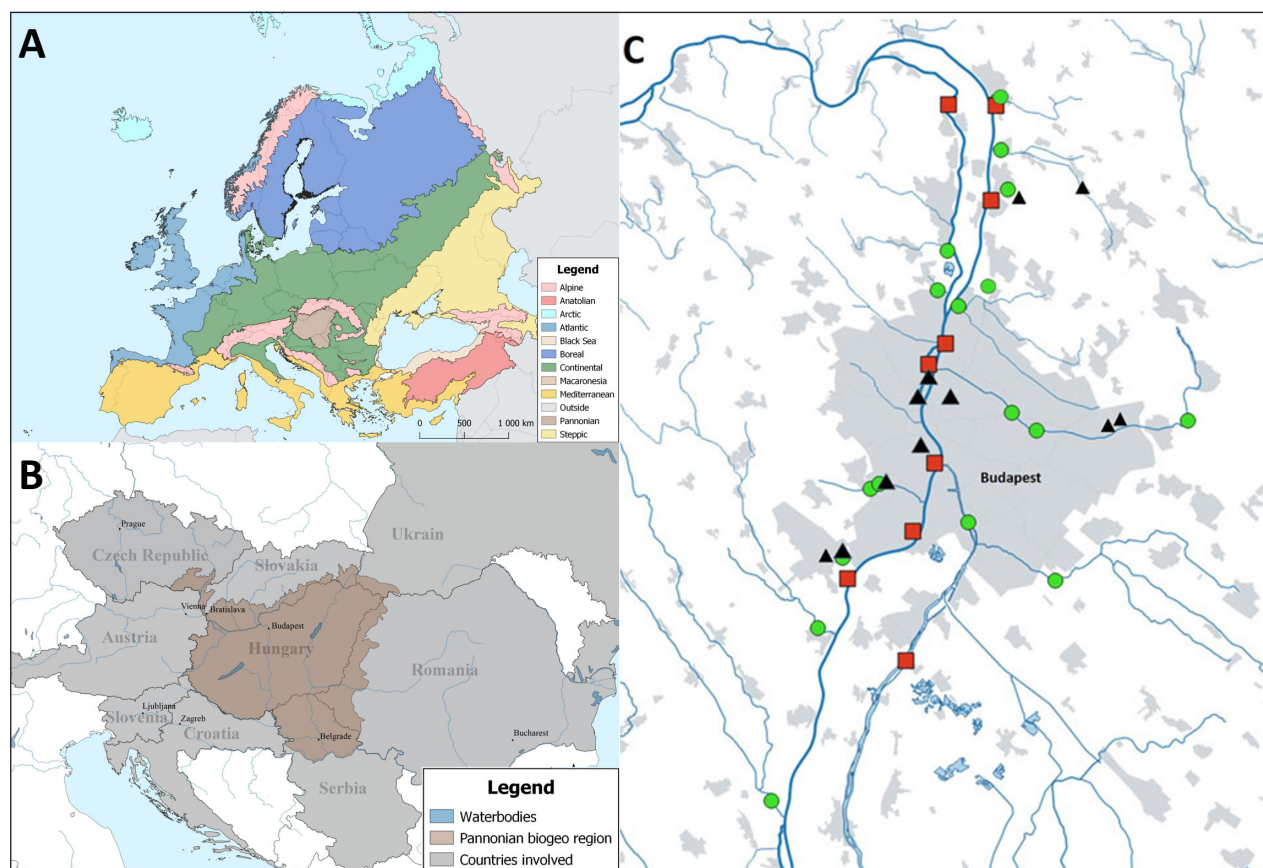 A
Legend
Alpine
Anatolian
Arctic
Atlantic
Black Sea
Boreal
Continental
Macaronesia
Mediterranean
Outside
Pannonian
Steppic
0 500 1 000 km
B
Prague
Czech Republic
Ukrain
Slovakia
Vienna
Bratislava
Austria
Budapest
Hungary
Romania
Ljubljana
Slovenia
Zagreb
Croatia
Belgrade
Bucharest
Serbia
Legend
Waterbodies
Pannonian biogeo region
Countries involved
C
Budapest